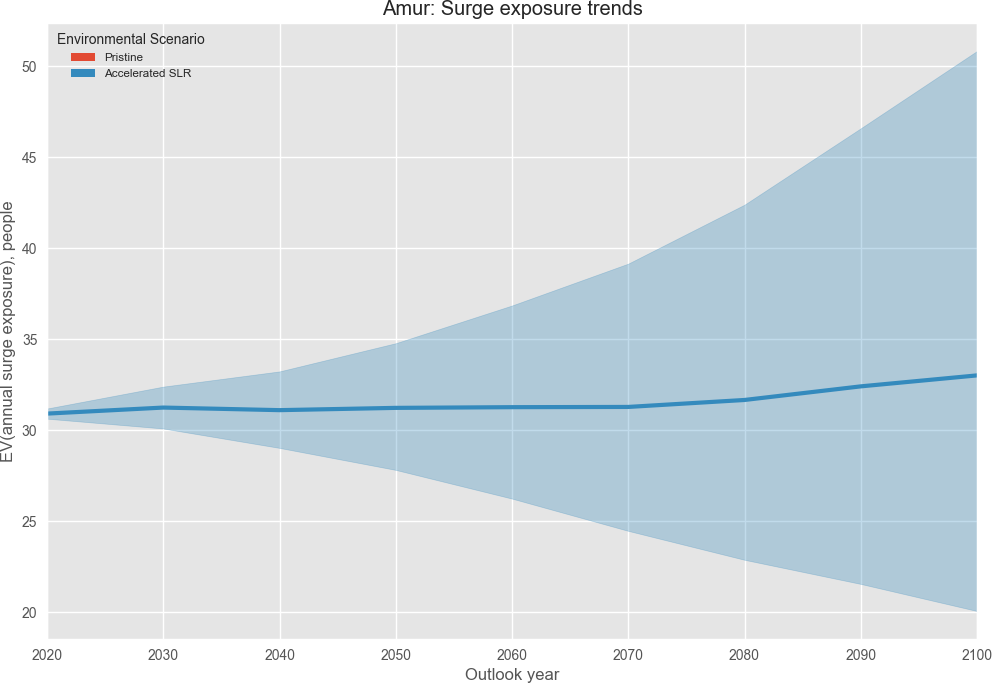 Amur: Surge exposure trends
Environmental Scenario
Pristine
Accelerated SLR
EV(annual surge exposure), people
50
45
40
35
30
25
20
2020 2030 2040 2050 2060 2070 2080 2090 2100
Outlook year